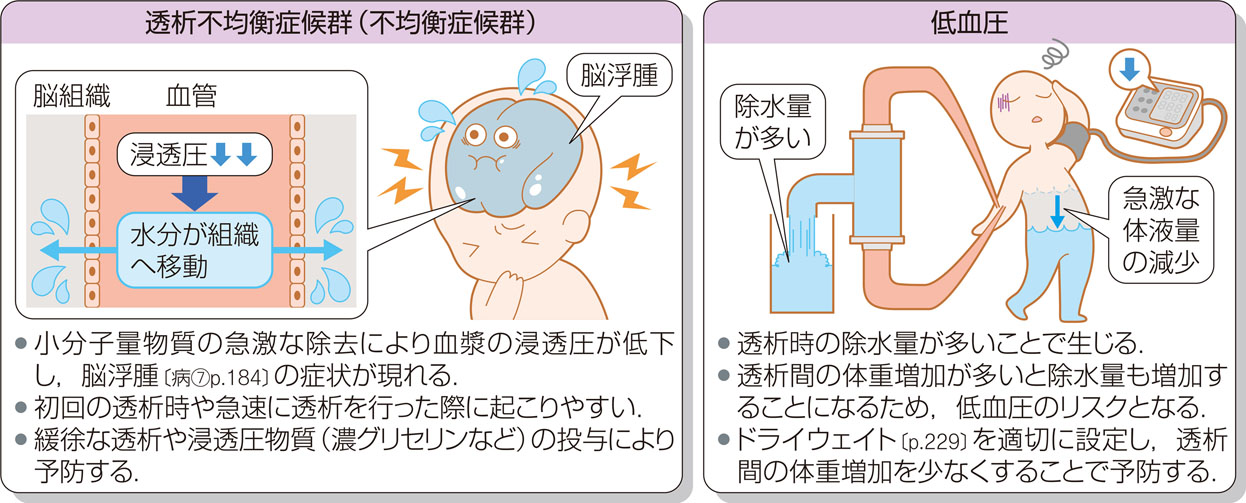 透析不均衡症候群（不均衡症候群）
脳組織
血管
浸透圧
水分が組織
へ移動
脳浮腫
● 小分子量物質の急激な除去により血漿の浸透圧が低下
し，脳浮腫〔病⑦p.184〕の症状が現れる．
● 初回の透析時や急速に透析を行った際に起こりやすい．
● 緩徐な透析や浸透圧物質（濃グリセリンなど）の投与により
予防する．
低血圧
除水量
が多い
急激な
体液量
の減少
● 透析時の除水量が多いことで生じる．
● 透析間の体重増加が多いと除水量も増加す
ることになるため，低血圧のリスクとなる．
● ドライウェイト〔p.229〕を適切に設定し，透析
間の体重増加を少なくすることで予防する．